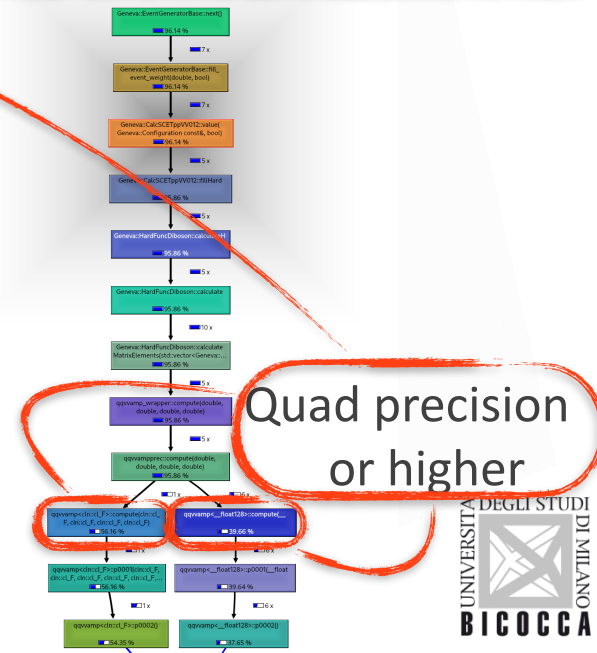 Geneva::EventGeneratorBase::next()
96.14 %
7 x
Geneva::EventGeneratorBase::fill_
event_weight(double, bool)
96.14 %
7 x
Geneva::CalcSCETppVV012::value(
Geneva::Configuration const&, bool)
96.14 %
5 x
Geneva::CalcSCETppVV012::fillHard
95.86 %
5 x
Geneva::HardFuncDiboson::calculateH
95.86 %
5 x
Geneva::HardFuncDiboson::calculate
95.86 %
10 x
Geneva::HardFuncDiboson::calculate
MatrixElements(std::vector<Geneva::...
95.86 %
5 x
qqvvamp_wrapper::compute(double,
double, double, double)
95.86 %
5 x
qqvvampprec::compute(double,
double, double, double)
95.86 %
1 x
6 x
qqvvamp<cln::cl_F>::compute(cln::cl_
F, cln::cl_F, cln::cl_F, cln::cl_F)
56.16 %
qqvvamp<__float128>::compute(__...
39.66 %
1 x
6 x
qqvvamp<cln::cl_F>::p0001(cln::cl_F,
cln::cl_F, cln::cl_F, cln::cl_F, cln::cl_F,...
56.16 %
qqvvamp<__float128>::p0001(__float
39.64 %
1 x
6 x
qqvvamp<cln::cl_F>::p0002()
54.35 %
qqvvamp<__float128>::p0002()
37.65 %
Quad precision
or higher
UNIVERSITÀ DEGLI STUDI DI MILANO
BICOCCA